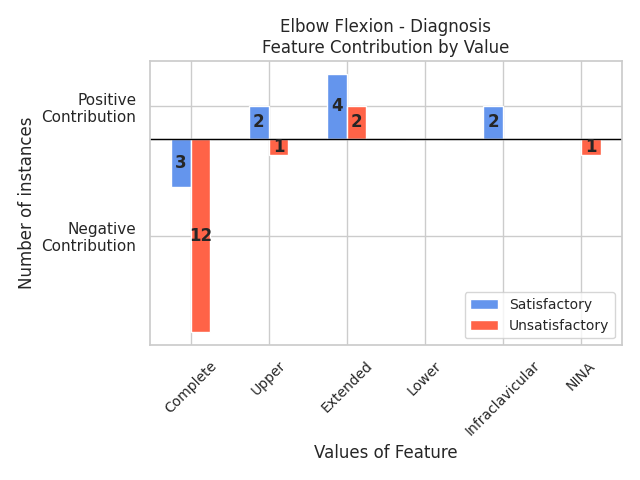 Elbow Flexion - Diagnosis
Feature Contribution by Value
Positive
Contribution
Negative
Contribution
Number of instances
3
12
2
1
4
2
2
1
Satisfactory
Unsatisfactory
Complete
Upper
Extended
Lower
Infraclavicular
NINA
Values of Feature